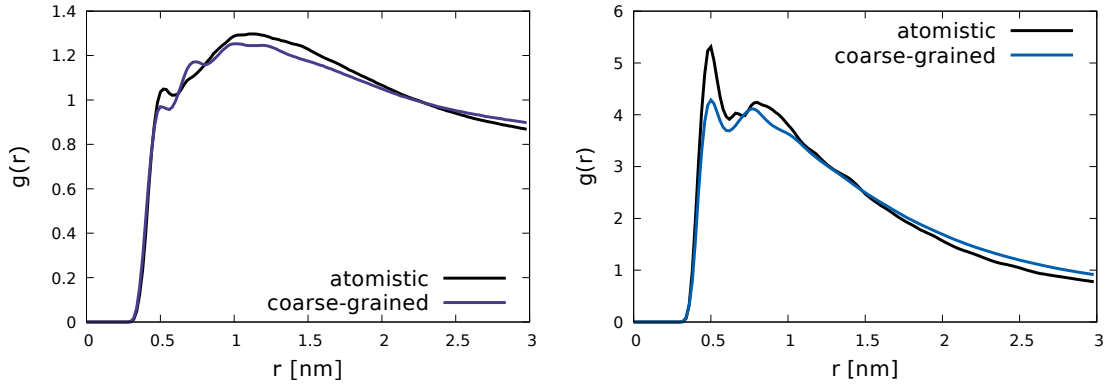 1.4
1.2
1
0.8
0.6
0.4
0.2
0
g(r)
atomistic
coarse-grained
0 0.5 1 1.5 2 2.5 3
r [nm]
6
5
4
3
2
1
0
g(r)
atomistic
coarse-grained
0 0.5 1 1.5 2 2.5 3
r [nm]